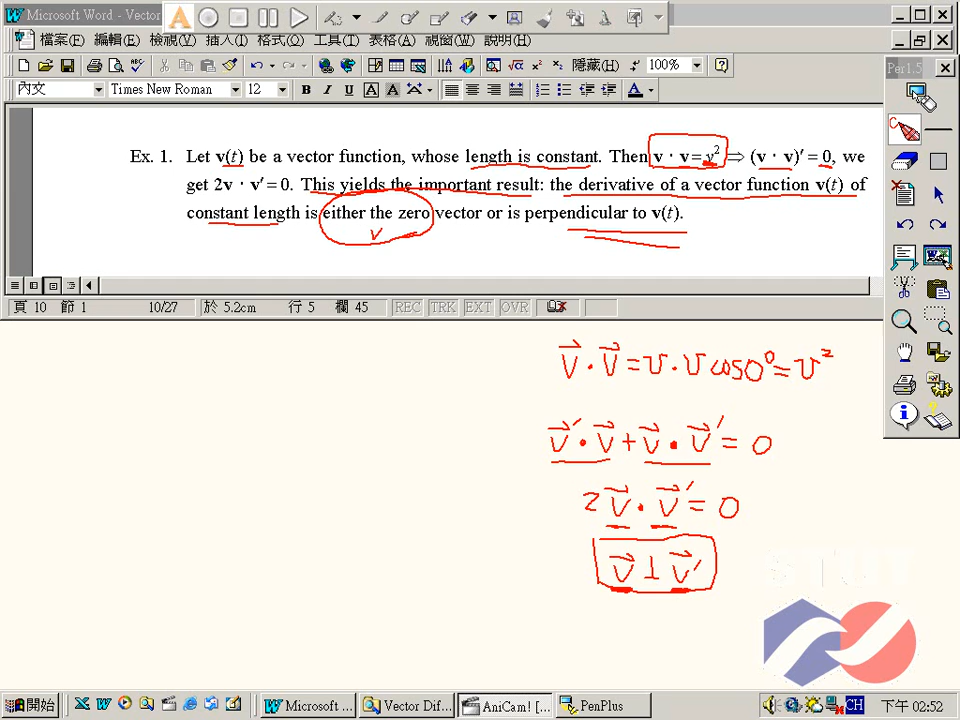 Microsoft Word - Vector
檔案(F) 編輯(E) 檢視(V) 插入(I) 格式(O) 工具(T) 表格(A) 視窗(W) 說明(H)
隱藏(H) 100%
內文 Times New Roman 12 B I U A A A
Per1.5
Ex. 1. Let v(t) be a vector function, whose length is constant. Then v · v = v² ⇒ (v · v)′ = 0, we
get 2v · v′ = 0. This yields the important result: the derivative of a vector function v(t) of
constant length is either the zero vector or is perpendicular to v(t).
v
頁 10 節 1 10/27 於 5.2cm 行 5 欄 45 REC TRK EXT OVR
v⃗ · v⃗ = v · v cos0° = v²
v⃗′ · v⃗ + v⃗ · v⃗′ = 0
2v⃗ · v⃗′ = 0
v⃗ ⊥ v⃗′
STUT
開始 Microsoft ... Vector Dif... AniCam! [... PenPlus CH 下午 02:52